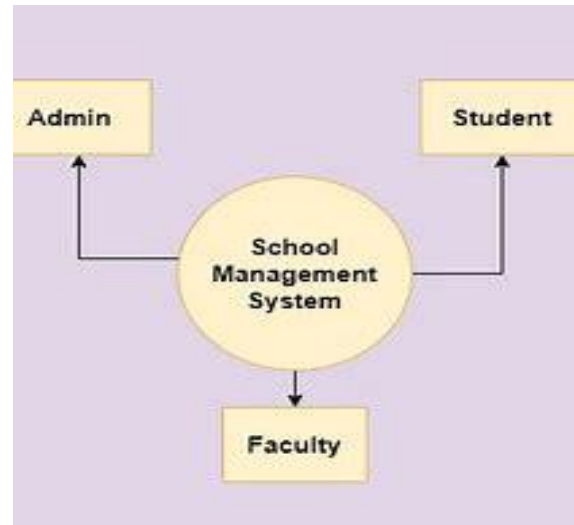 Admin
Student
School
Management
System
Faculty